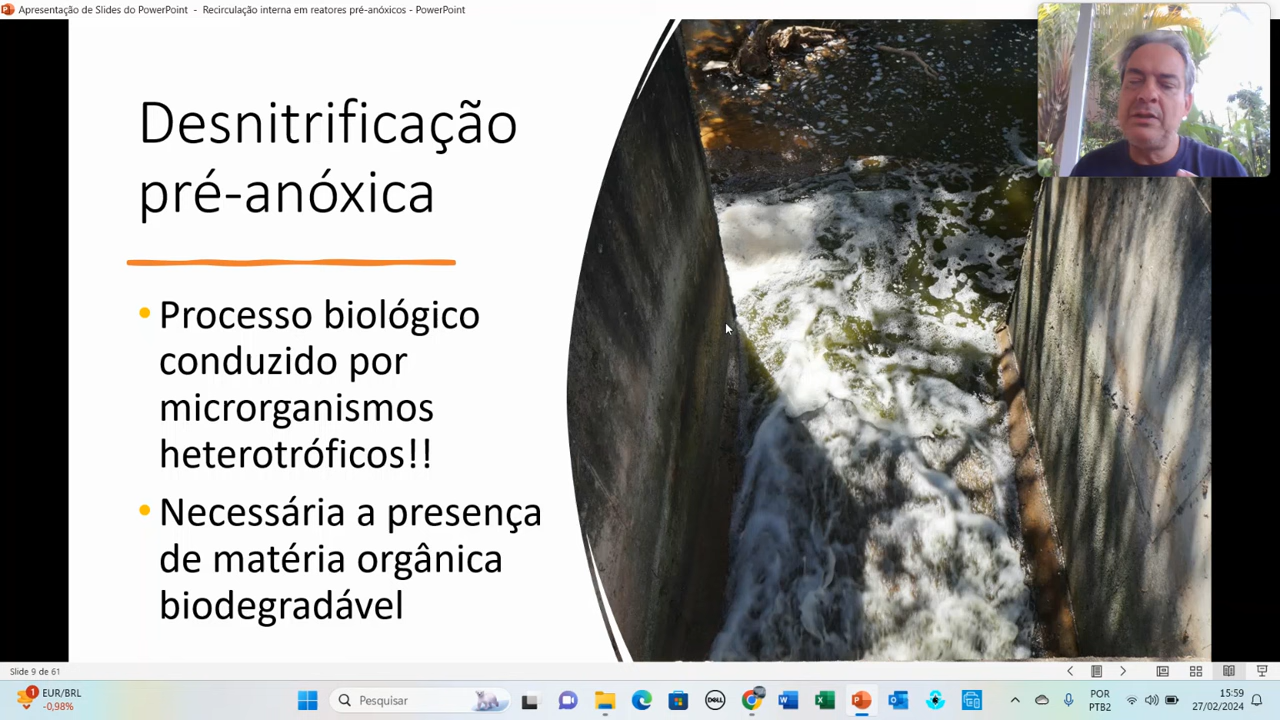 Apresentação de Slides do PowerPoint - Recirculação interna em reatores pré-anóxicos - PowerPoint
Desnitrificação
pré-anóxica
• Processo biológico
conduzido por
microrganismos
heterotróficos!!
• Necessária a presença
de matéria orgânica
biodegradável
Slide 9 de 61
1
EUR/BRL
-0,98%
Pesquisar
DELL
POR
PTB2
15:59
27/02/2024